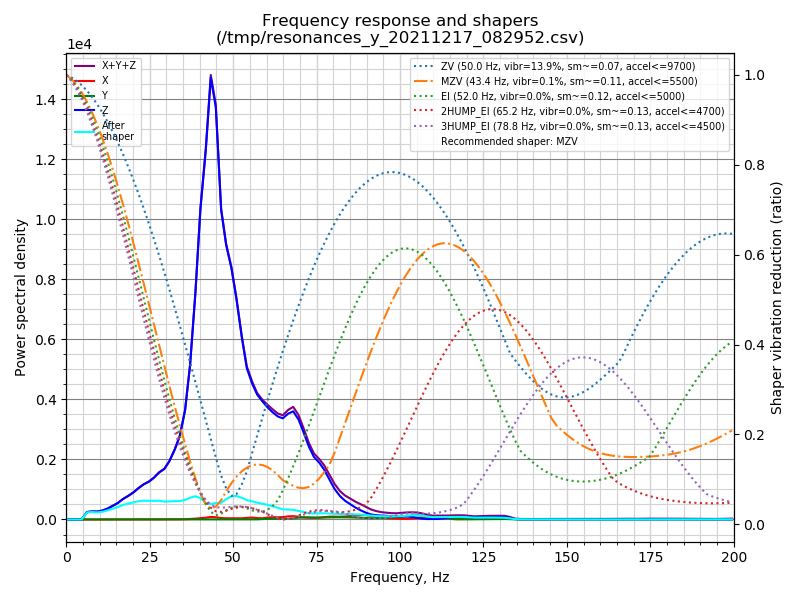 Frequency response and shapers
(/tmp/resonances_y_20211217_082952.csv)
1e4
X+Y+Z
X
Y
Z
After
shaper
ZV (50.0 Hz, vibr=13.9%, sm~=0.07, accel<=9700)
MZV (43.4 Hz, vibr=0.1%, sm~=0.11, accel<=5500)
EI (52.0 Hz, vibr=0.0%, sm~=0.12, accel<=5000)
2HUMP_EI (65.2 Hz, vibr=0.0%, sm~=0.13, accel<=4700)
3HUMP_EI (78.8 Hz, vibr=0.0%, sm~=0.13, accel<=4500)
Recommended shaper: MZV
Power spectral density
1.4
1.2
1.0
0.8
0.6
0.4
0.2
0.0
1.0
0.8
0.6
0.4
0.2
0.0
Shaper vibration reduction (ratio)
0 25 50 75 100 125 150 175 200
Frequency, Hz